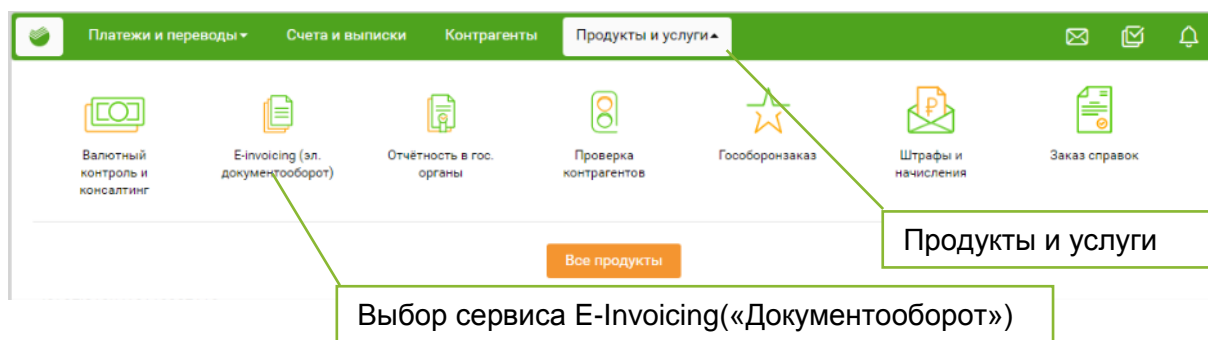 Платежи и переводы Счета и выписки Контрагенты Продукты и услуги
Валютный контроль и консалтинг
E-invoicing (эл. документооборот)
Отчётность в гос. органы
Проверка контрагентов
Гособоронзаказ
Штрафы и начисления
Заказ справок
Продукты и услуги
Все продукты
Выбор сервиса E-Invoicing(«Документооборот»)